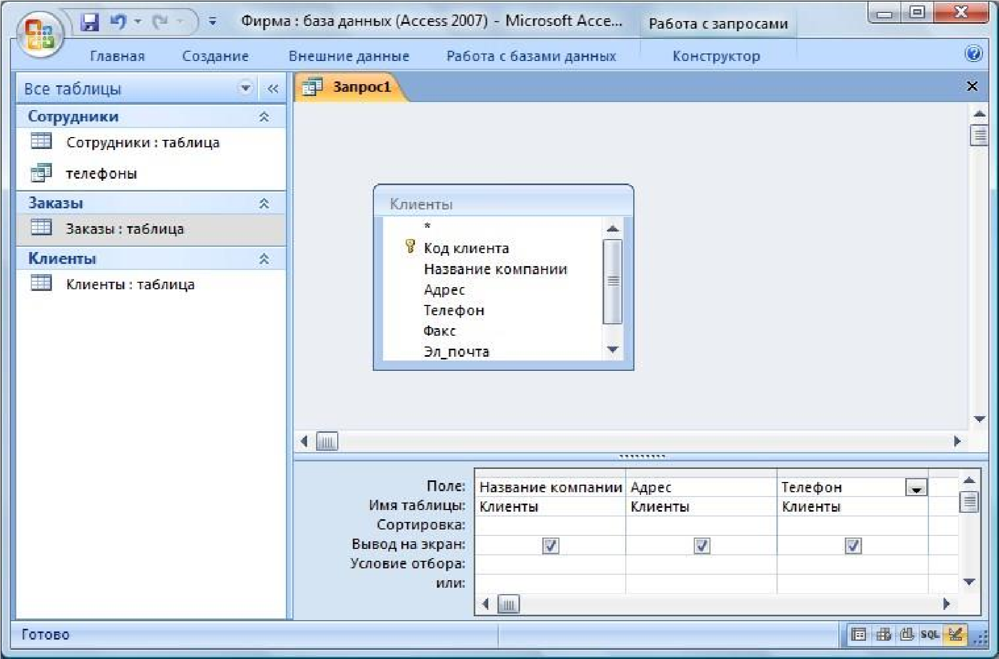 Фирма : база данных (Access 2007) - Microsoft Acce...
Работа с запросами
Главная Создание Внешние данные Работа с базами данных Конструктор
Все таблицы
Сотрудники
Сотрудники : таблица
телефоны
Заказы
Заказы : таблица
Клиенты
Клиенты : таблица
Запрос1
Клиенты
*
Код клиента
Название компании
Адрес
Телефон
Факс
Эл_почта
Поле: Название компании Адрес Телефон
Имя таблицы: Клиенты Клиенты Клиенты
Сортировка:
Вывод на экран:
Условие отбора:
или:
Готово
SQL